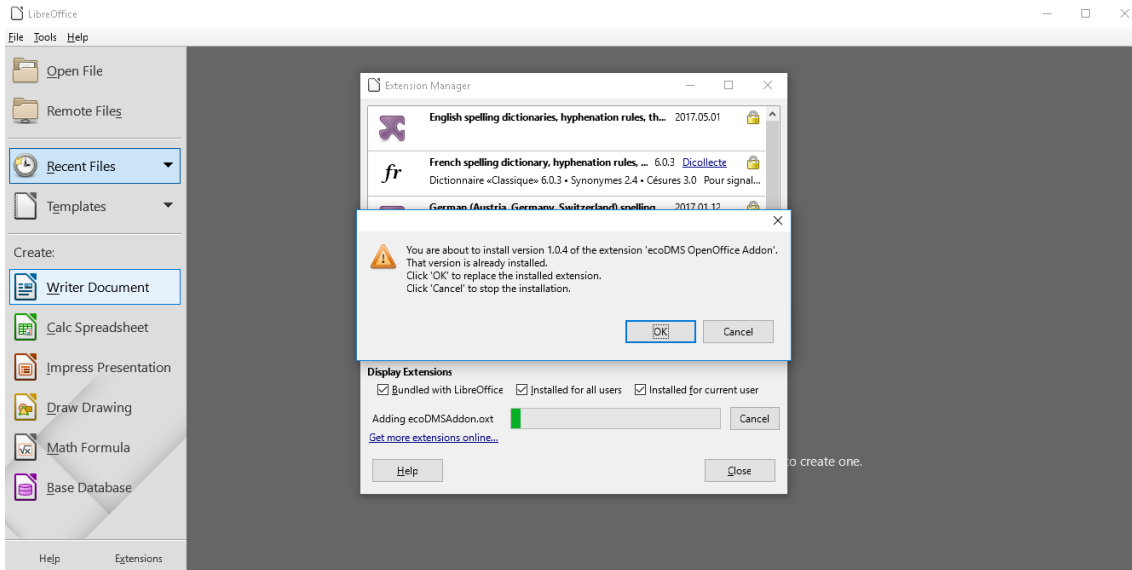 LibreOffice
File Tools Help
Open File
Remote Files
Recent Files
Templates
Create:
Writer Document
Calc Spreadsheet
Impress Presentation
Draw Drawing
Math Formula
Base Database
Help Extensions
Extension Manager
English spelling dictionaries, hyphenation rules, th... 2017.05.01
fr
French spelling dictionary, hyphenation rules, ... 6.0.3 Dicollecte
Dictionnaire «Classique» 6.0.3 • Synonymes 2.4 • Césures 3.0 Pour signal...
German (Austria, Germany, Switzerland) spelling 2017.01.12
You are about to install version 1.0.4 of the extension 'ecoDMS OpenOffice Addon'.
That version is already installed.
Click 'OK' to replace the installed extension.
Click 'Cancel' to stop the installation.
OK Cancel
Display Extensions
Bundled with LibreOffice Installed for all users Installed for current user
Adding ecoDMSAddon.oxt Cancel
Get more extensions online...
Help Close
to create one.